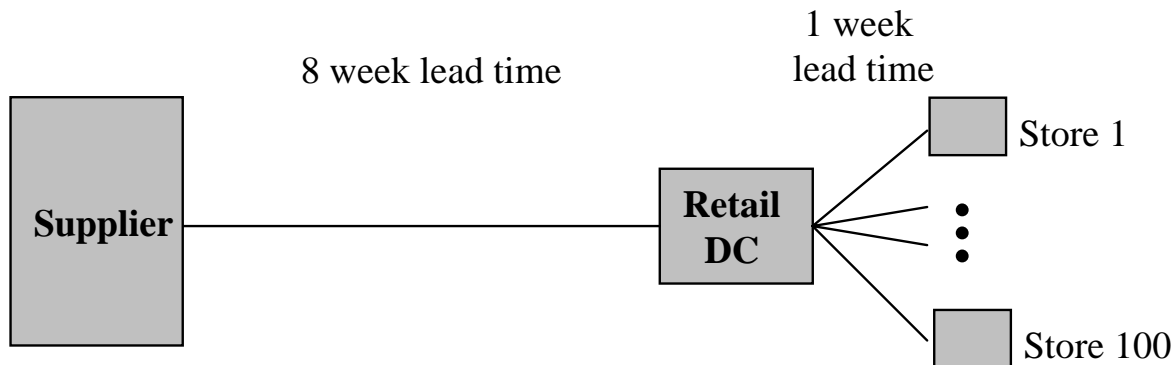 1 week
lead time
8 week lead time
Store 1
Supplier
Retail
DC
Store 100